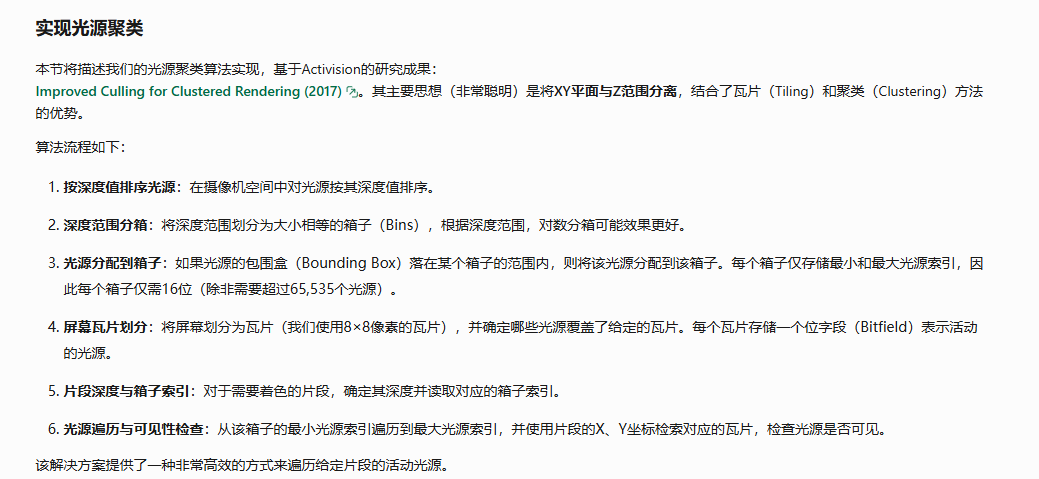 实现光源聚类
本节将描述我们的光源聚类算法实现，基于Activision的研究成果：
Improved Culling for Clustered Rendering (2017) 。其主要思想（非常聪明）是将XY平面与Z范围分离，结合了瓦片（Tiling）和聚类（Clustering）方法
的优势。
算法流程如下：
1. 按深度值排序光源：在摄像机空间中对光源按其深度值排序。
2. 深度范围分箱：将深度范围划分为大小相等的箱子（Bins），根据深度范围，对数分箱可能效果更好。
3. 光源分配到箱子：如果光源的包围盒（Bounding Box）落在某个箱子的范围内，则将该光源分配到该箱子。每个箱子仅存储最小和最大光源索引，因
此每个箱子仅需16位（除非需要超过65,535个光源）。
4. 屏幕瓦片划分：将屏幕划分为瓦片（我们使用8×8像素的瓦片），并确定哪些光源覆盖了给定的瓦片。每个瓦片存储一个位字段（Bitfield）表示活动
的光源。
5. 片段深度与箱子索引：对于需要着色的片段，确定其深度并读取对应的箱子索引。
6. 光源遍历与可见性检查：从该箱子的最小光源索引遍历到最大光源索引，并使用片段的X、Y坐标检索对应的瓦片，检查光源是否可见。
该解决方案提供了一种非常高效的方式来遍历给定片段的活动光源。